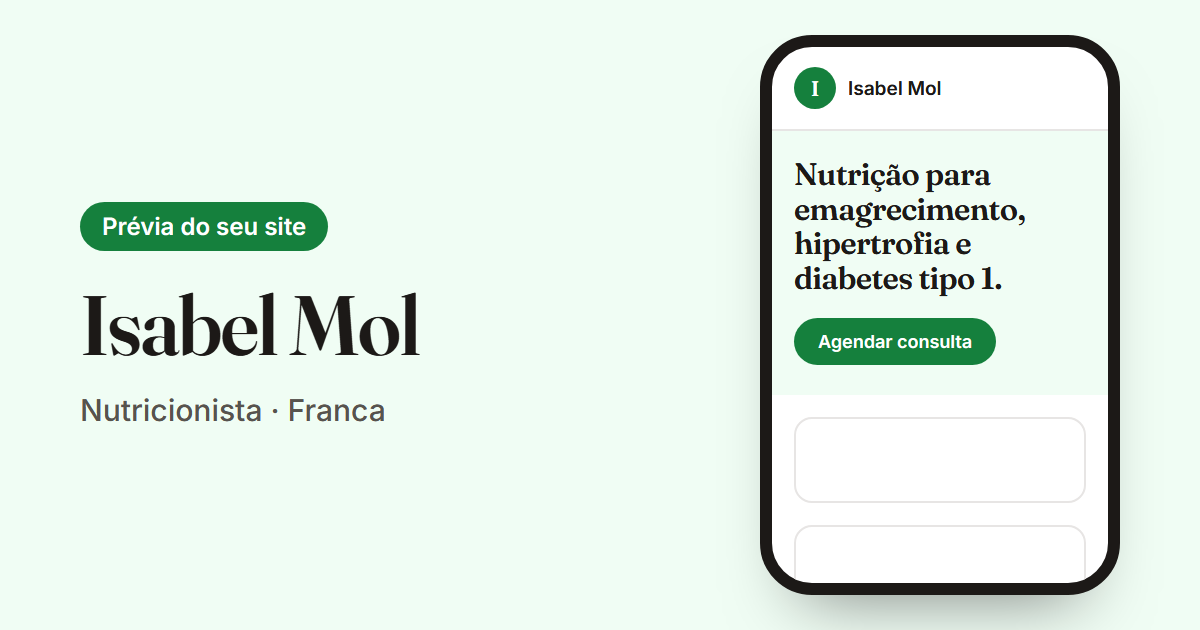 Prévia do seu site
Isabel Mol
Nutricionista · Franca
I
Isabel Mol
Nutrição para
emagrecimento,
hipertrofia e
diabetes tipo 1.
Agendar consulta